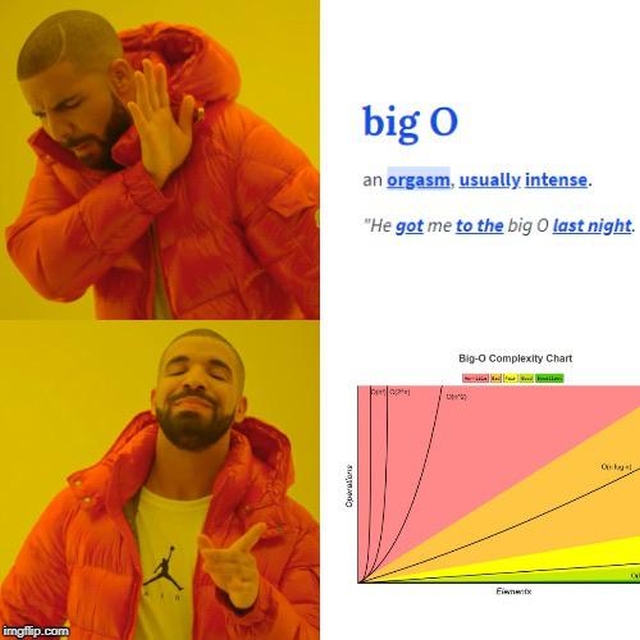 big O
an orgasm, usually intense.
"He got me to the big O last night.
Big-O Complexity Chart
Horrible Bad Fair Good Excellent
O(n!) O(2^n) O(n^2)
O(n log n)
Operations
Elements
AIR
imgflip.com